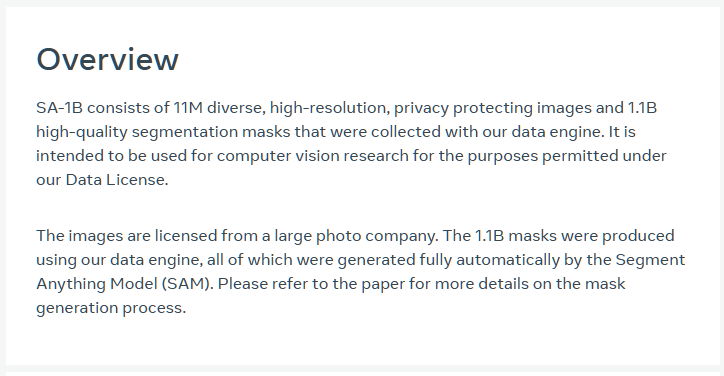 Overview
SA-1B consists of 11M diverse, high-resolution, privacy protecting images and 1.1B
high-quality segmentation masks that were collected with our data engine. It is
intended to be used for computer vision research for the purposes permitted under
our Data License.
The images are licensed from a large photo company. The 1.1B masks were produced
using our data engine, all of which were generated fully automatically by the Segment
Anything Model (SAM). Please refer to the paper for more details on the mask
generation process.